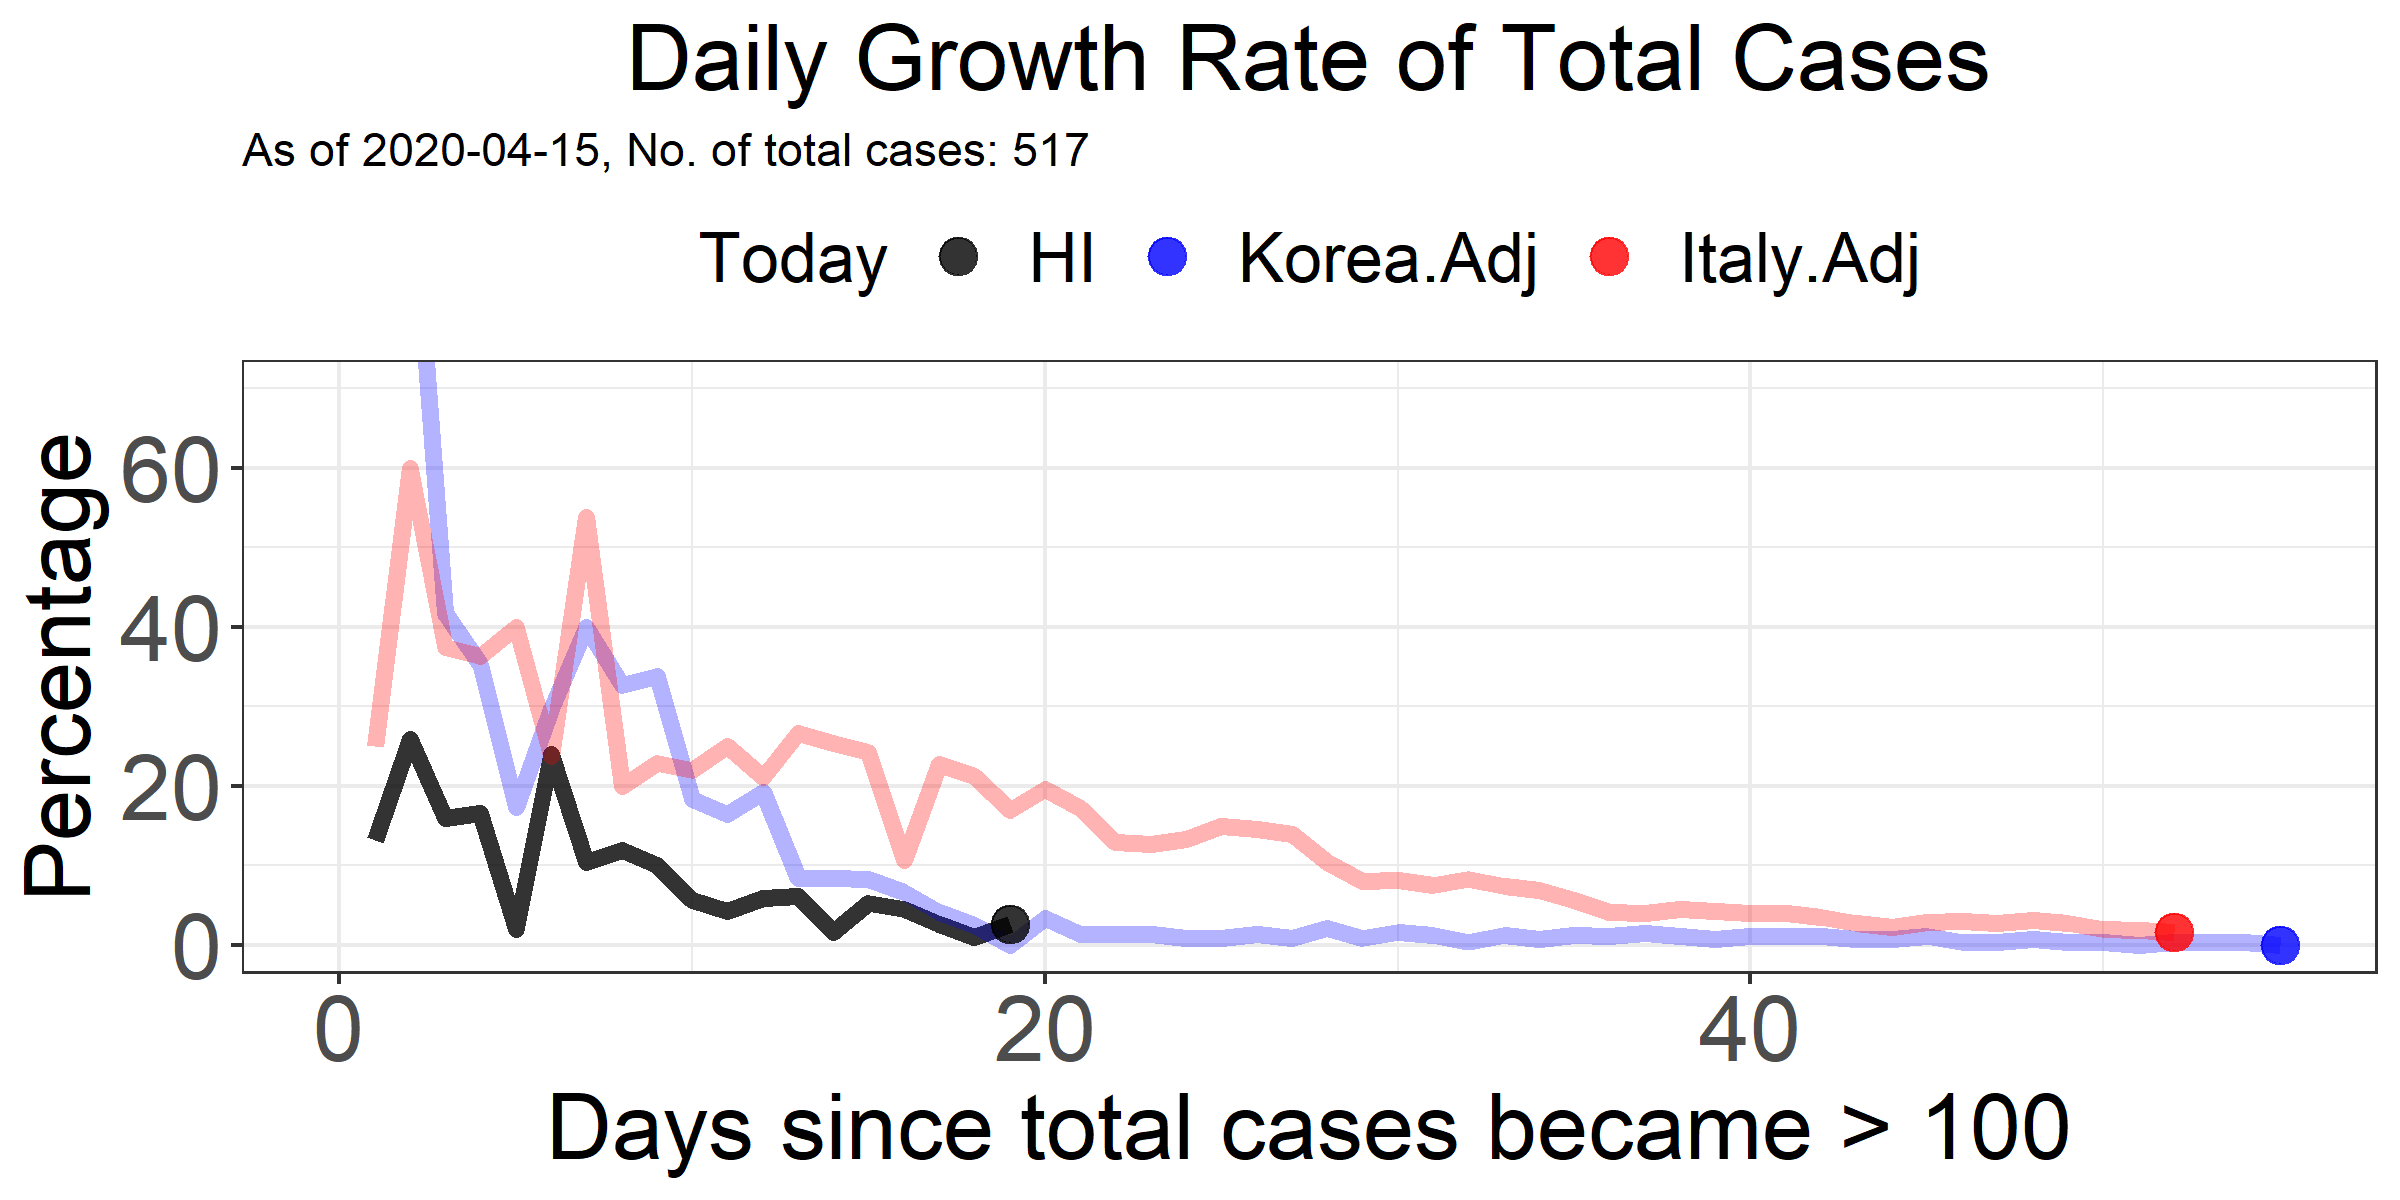 Daily Growth Rate of Total Cases
As of 2020-04-15, No. of total cases: 517
Today HI Korea.Adj Italy.Adj
Percentage
60
40
20
0
0 20 40
Days since total cases became > 100